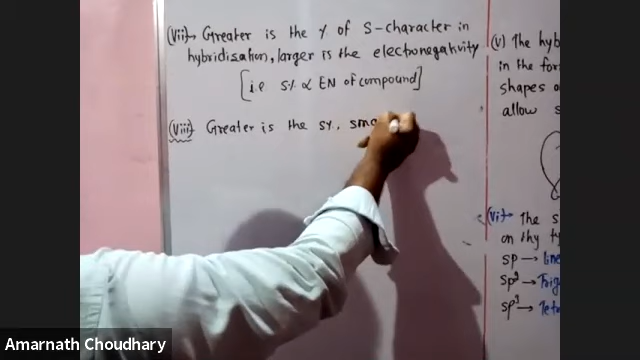 (vii)→ Greater is the % of S-character in
hybridisation, larger is the electronegativity
[i.e s% ∝ EN of compound]
(viii)→ Greater is the s%, sma
(v) The hyb
in the for
shapes o
allow s
(vi)→ The s
on thy ty
sp → line
sp² → Trig
sp³ → Tetr
Amarnath Choudhary